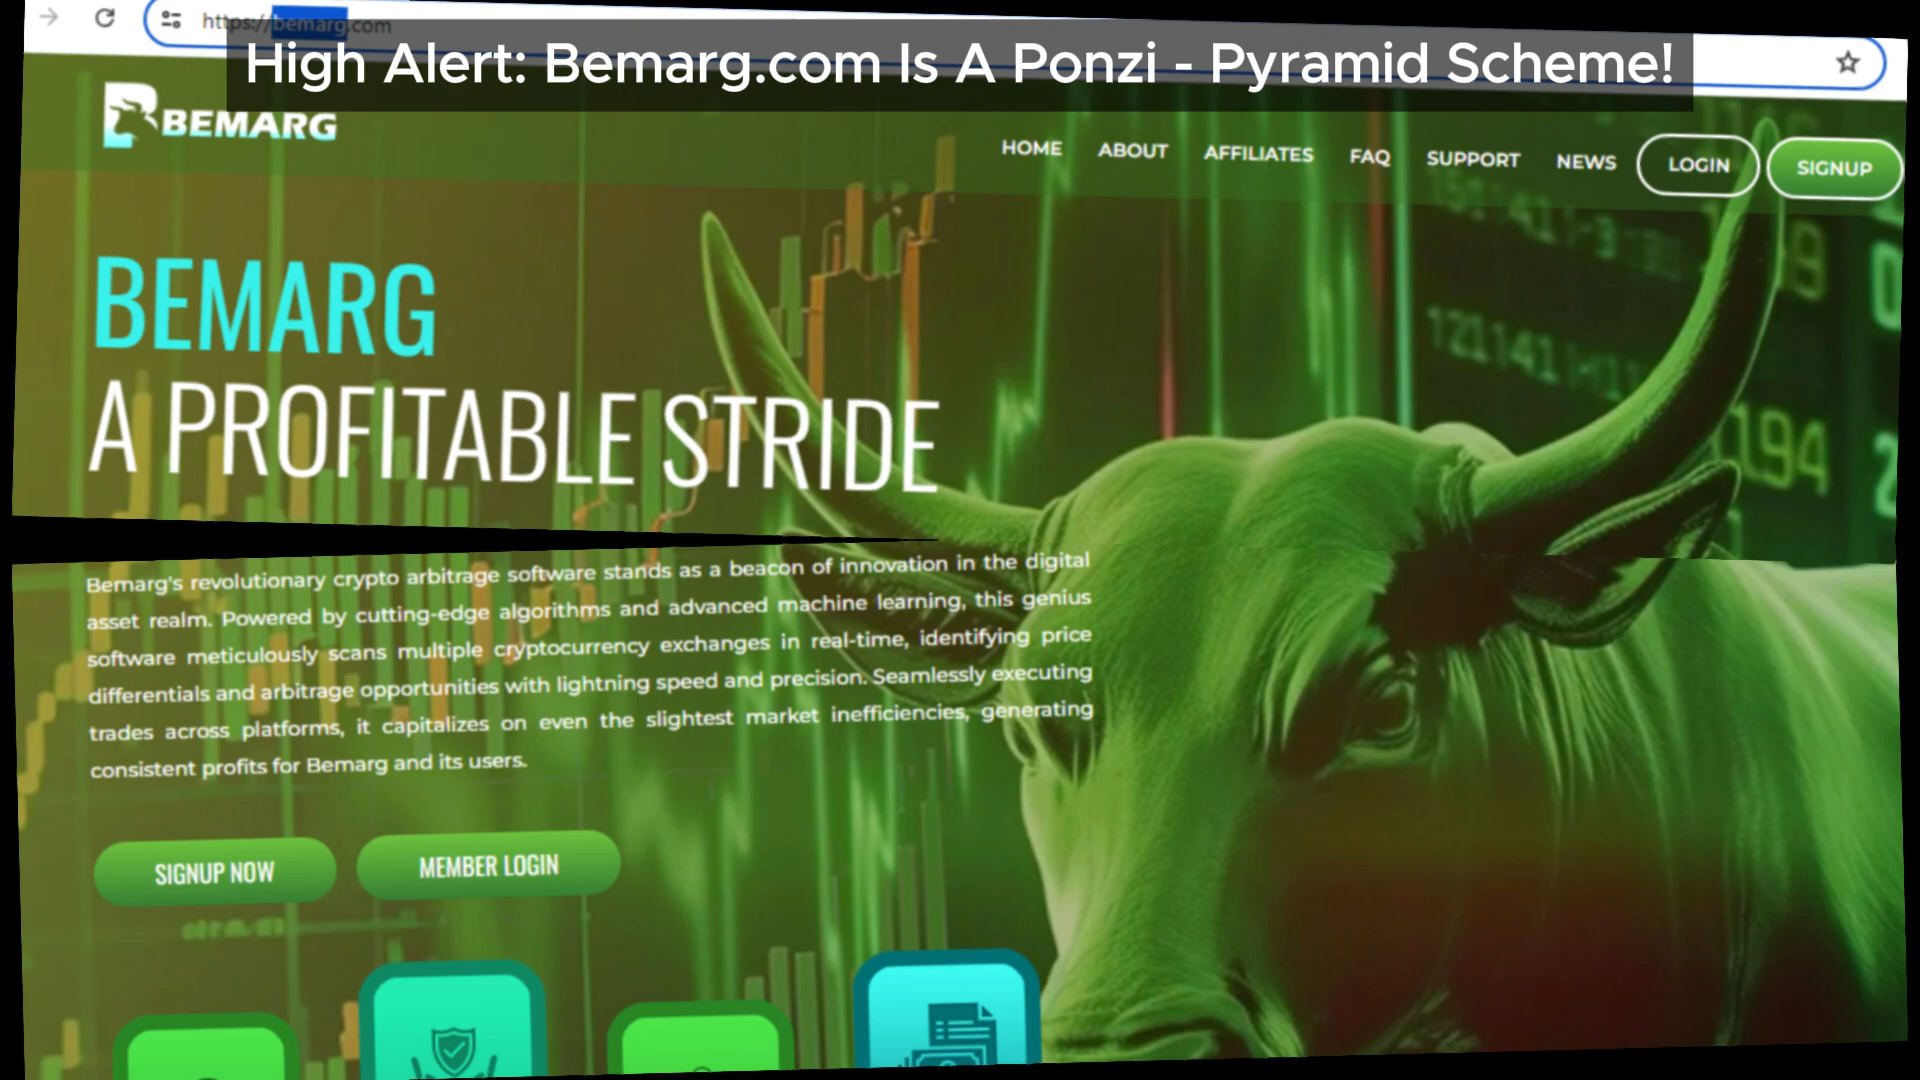 https://bemarg.com
High Alert: Bemarg.com Is A Ponzi - Pyramid Scheme!
BEMARG
HOME ABOUT AFFILIATES FAQ SUPPORT NEWS LOGIN SIGNUP
BEMARG
A PROFITABLE STRIDE
Bemarg's revolutionary crypto arbitrage software stands as a beacon of innovation in the digital
asset realm. Powered by cutting-edge algorithms and advanced machine learning, this genius
software meticulously scans multiple cryptocurrency exchanges in real-time, identifying price
differentials and arbitrage opportunities with lightning speed and precision. Seamlessly executing
trades across platforms, it capitalizes on even the slightest market inefficiencies, generating
consistent profits for Bemarg and its users.
SIGNUP NOW MEMBER LOGIN